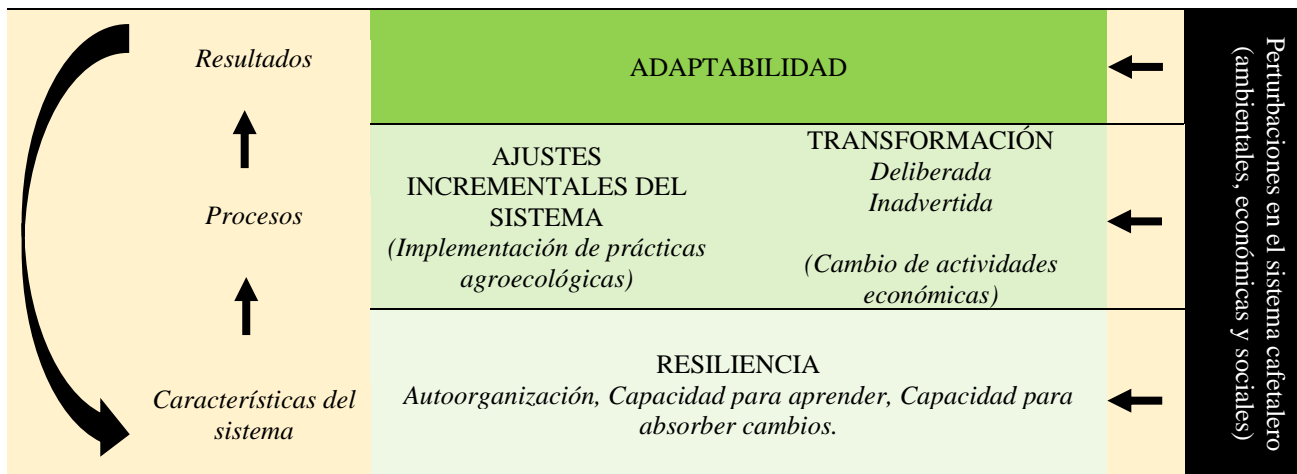 Resultados
ADAPTABILIDAD
Procesos
AJUSTES
INCREMENTALES DEL
SISTEMA
(Implementación de prácticas
agroecológicas)
TRANSFORMACIÓN
Deliberada
Inadvertida
(Cambio de actividades
económicas)
Características del
sistema
RESILIENCIA
Autoorganización, Capacidad para aprender, Capacidad para
absorber cambios.
Perturbaciones en el sistema cafetalero
(ambientales, económicas y sociales)